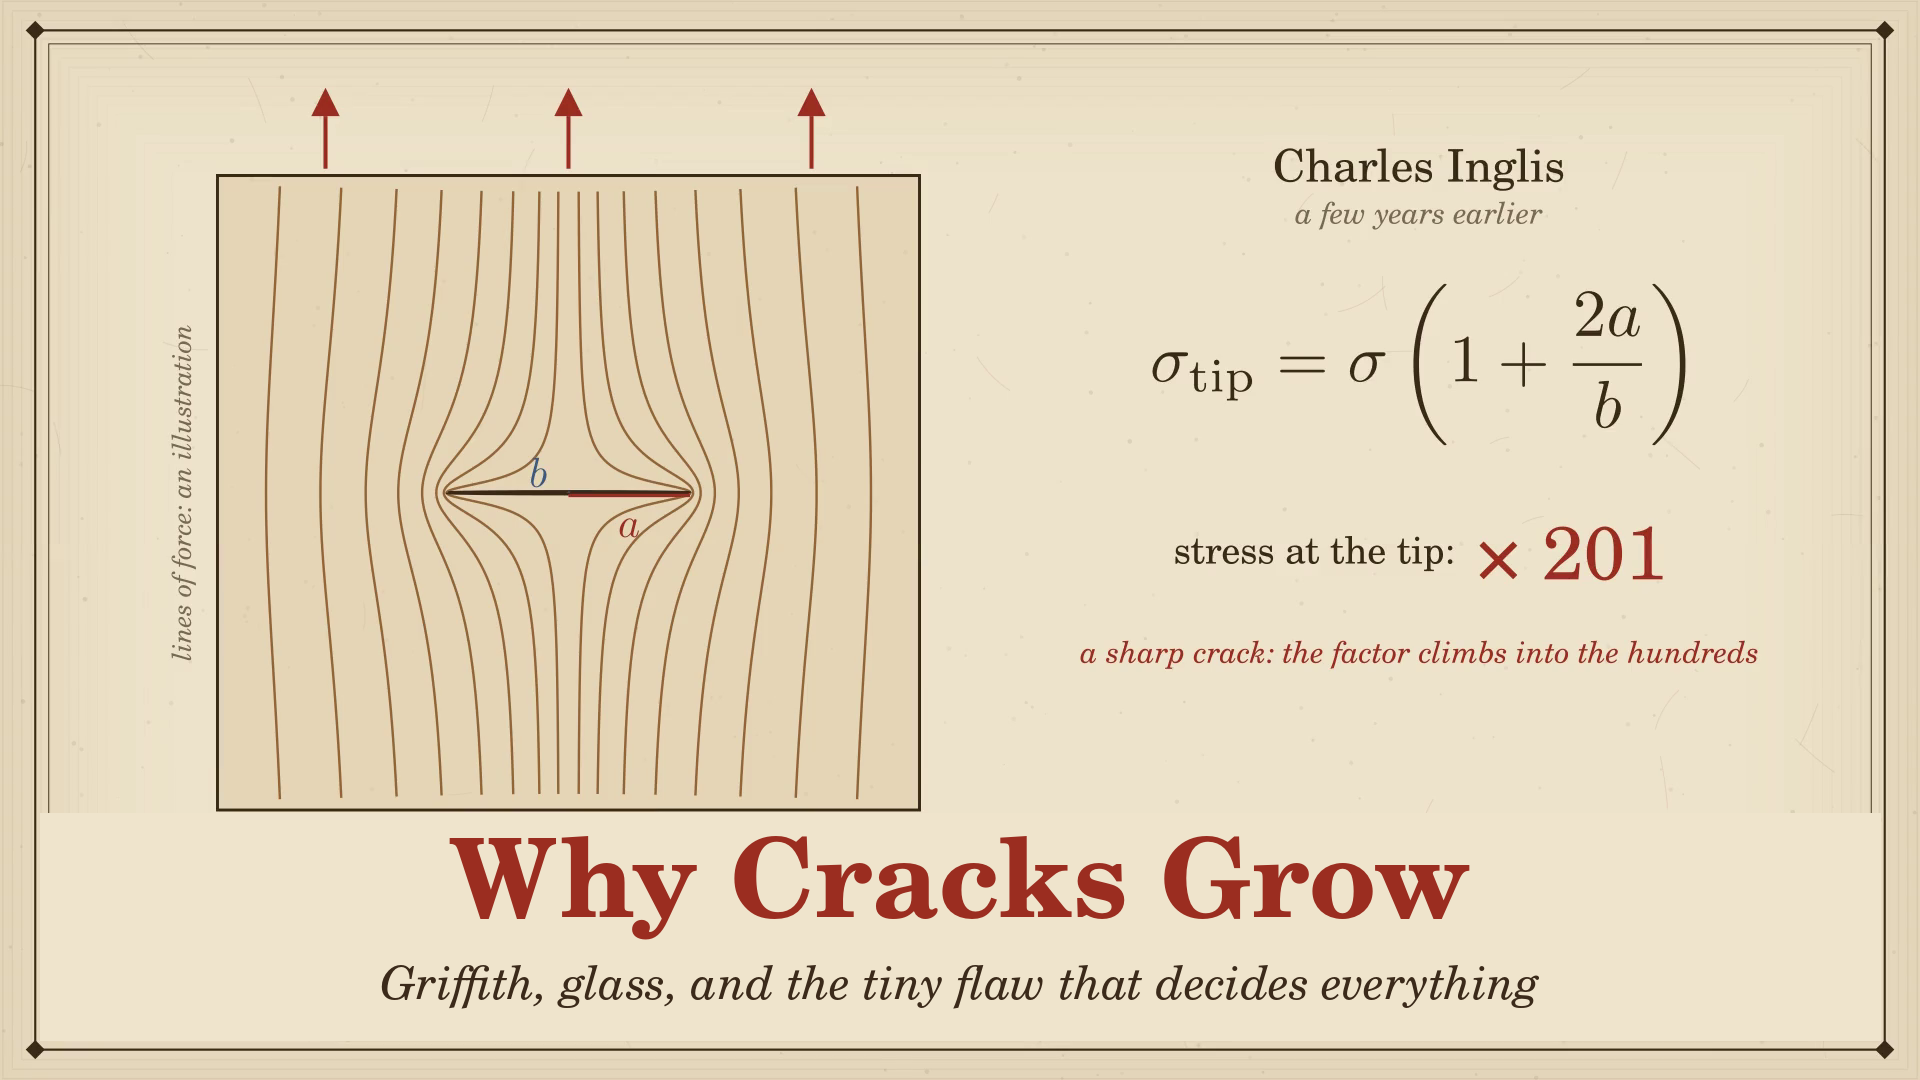 lines of force: an illustration
b
a
Charles Inglis
a few years earlier
σ_tip = σ (1 + 2a/b)
stress at the tip: × 201
a sharp crack: the factor climbs into the hundreds
Why Cracks Grow
Griffith, glass, and the tiny flaw that decides everything